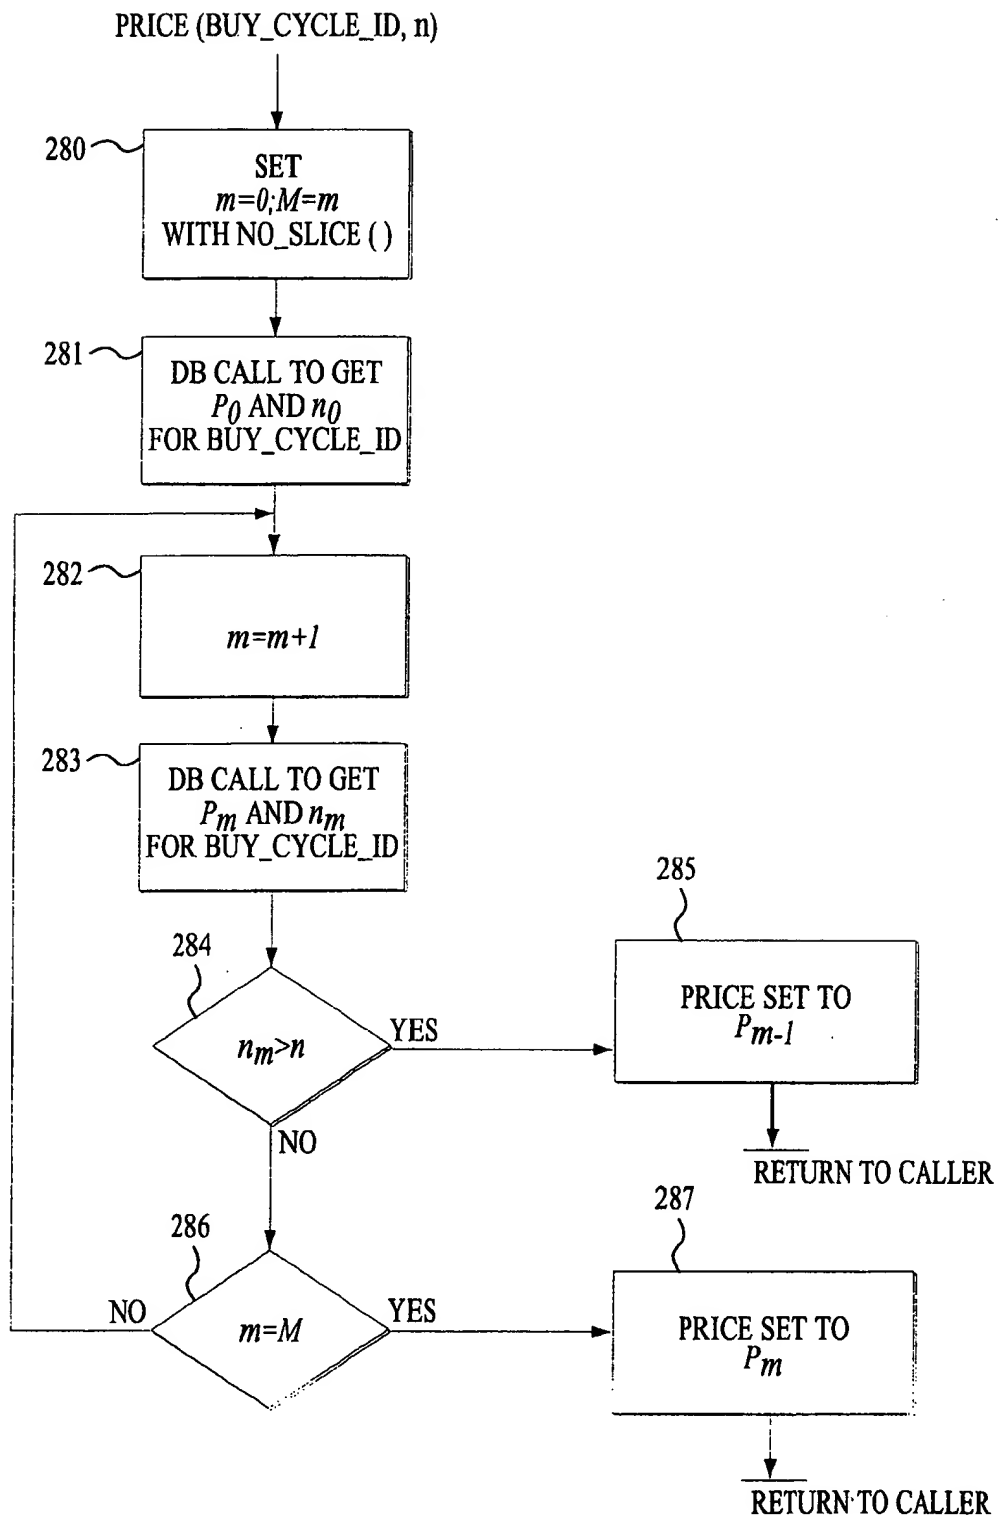 PRICE (BUY_CYCLE_ID, n)
280
SET
m=0;M=m
WITH NO_SLICE ( )
281
DB CALL TO GET
P0 AND n0
FOR BUY_CYCLE_ID
282
m=m+1
283
DB CALL TO GET
Pm AND nm
FOR BUY_CYCLE_ID
284
nm>n
YES
NO
285
PRICE SET TO
Pm-1
RETURN TO CALLER
286
m=M
NO
YES
287
PRICE SET TO
Pm
RETURN TO CALLER